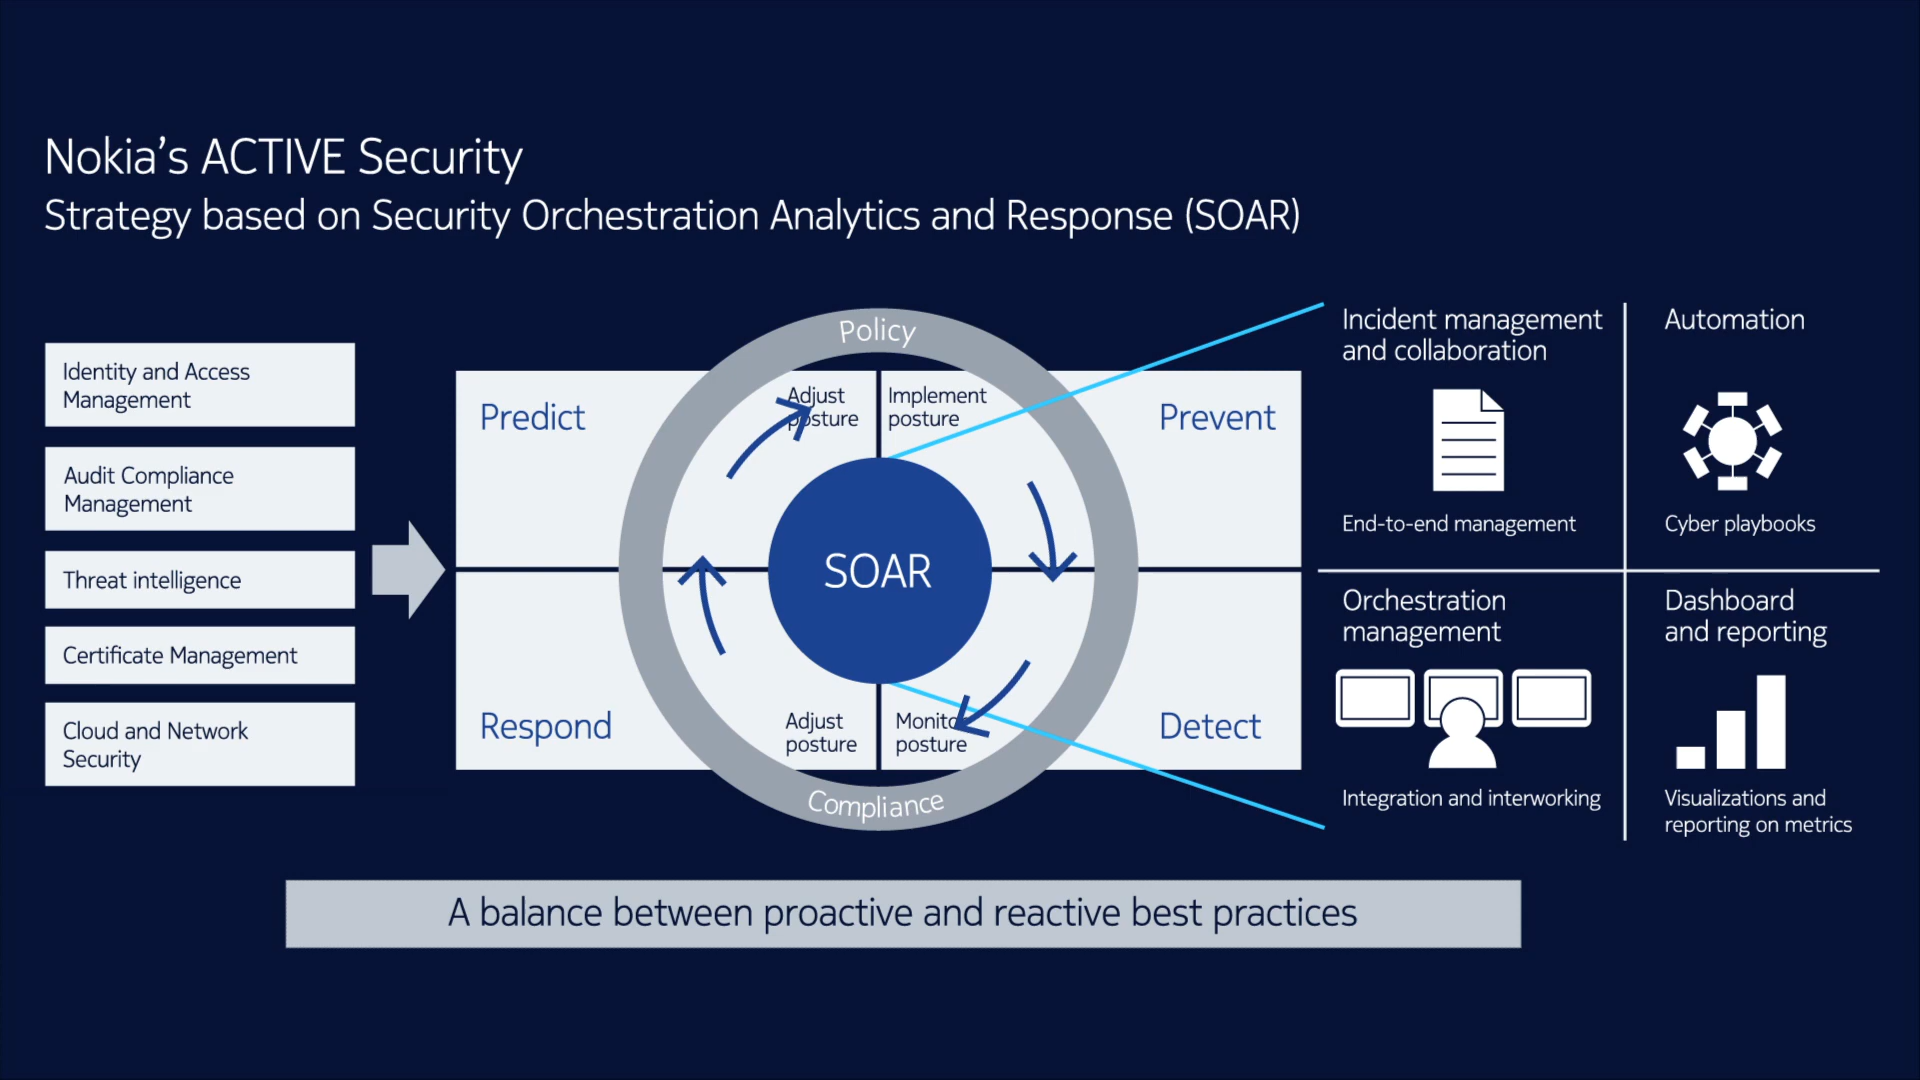 Nokia's ACTIVE Security
Strategy based on Security Orchestration Analytics and Response (SOAR)
Identity and Access
Management
Audit Compliance
Management
Threat intelligence
Certificate Management
Cloud and Network
Security
Policy
Predict
Adjust
posture
Implement
posture
Prevent
SOAR
Respond
Adjust
posture
Monitor
posture
Detect
Compliance
Incident management
and collaboration
End-to-end management
Automation
Cyber playbooks
Orchestration
management
Integration and interworking
Dashboard
and reporting
Visualizations and
reporting on metrics
A balance between proactive and reactive best practices